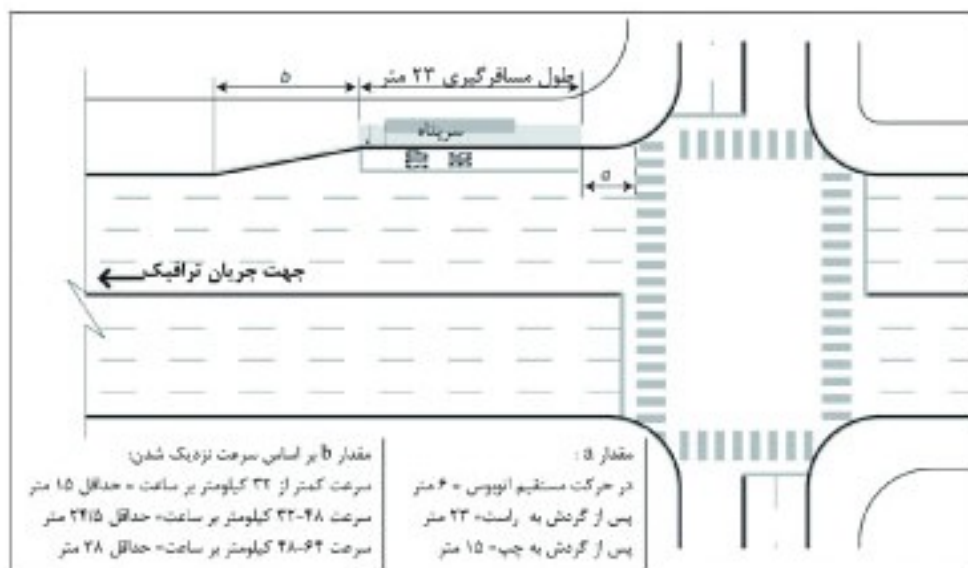 b
طول مسافرگیری ۲۳ متر
سرپناه
a
جهت جریان ترافیک
مقدار a :
در حرکت مستقیم اتوبوس = ۶ متر
پس از گردش به راست= ۲۳ متر
پس از گردش به چپ= ۱۵ متر
مقدار b بر اساس سرعت نزدیک شدن:
سرعت کمتر از ۳۲ کیلومتر بر ساعت = حداقل ۱۵ متر
سرعت ۴۸-۳۲ کیلومتر بر ساعت= حداقل ۲۴/۵ متر
سرعت ۶۴-۴۸ کیلومتر بر ساعت= حداقل ۲۸ متر